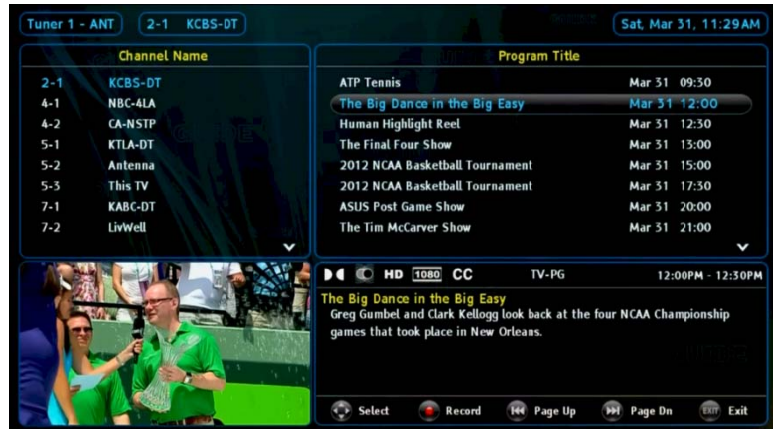 Tuner 1 - ANT 2-1 KCBS-DT Sat, Mar 31, 11:29AM
Channel Name
2-1 KCBS-DT
4-1 NBC-4LA
4-2 CA-NSTP
5-1 KTLA-DT
5-2 Antenna
5-3 This TV
7-1 KABC-DT
7-2 LivWell
Program Title
ATP Tennis Mar 31 09:30
The Big Dance in the Big Easy Mar 31 12:00
Human Highlight Reel Mar 31 12:30
The Final Four Show Mar 31 13:00
2012 NCAA Basketball Tournament Mar 31 15:00
2012 NCAA Basketball Tournament Mar 31 17:30
ASUS Post Game Show Mar 31 20:00
The Tim McCarver Show Mar 31 21:00
HD 1080 CC TV-PG 12:00PM - 12:30PM
The Big Dance in the Big Easy
Greg Gumbel and Clark Kellogg look back at the four NCAA Championship
games that took place in New Orleans.
Select Record Page Up Page Dn EXIT Exit